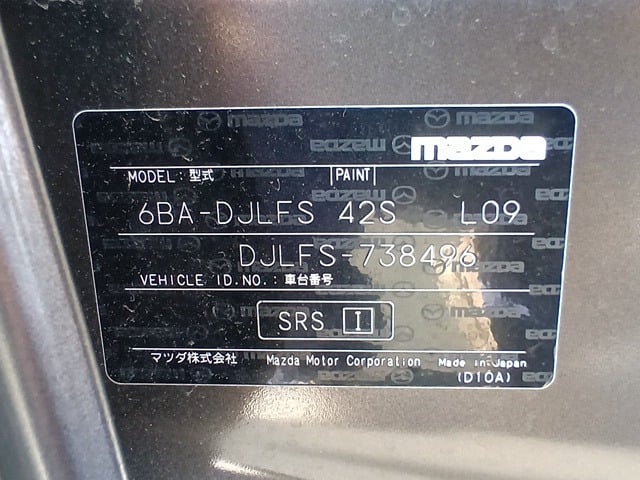 mazda
MODEL:型式 PAINT
6BA-DJLFS 42S L09
DJLFS-738496
VEHICLE ID.NO.:車台番号
SRS I
マツダ株式会社 Mazda Motor Corporation Made in Japan
(D10A)